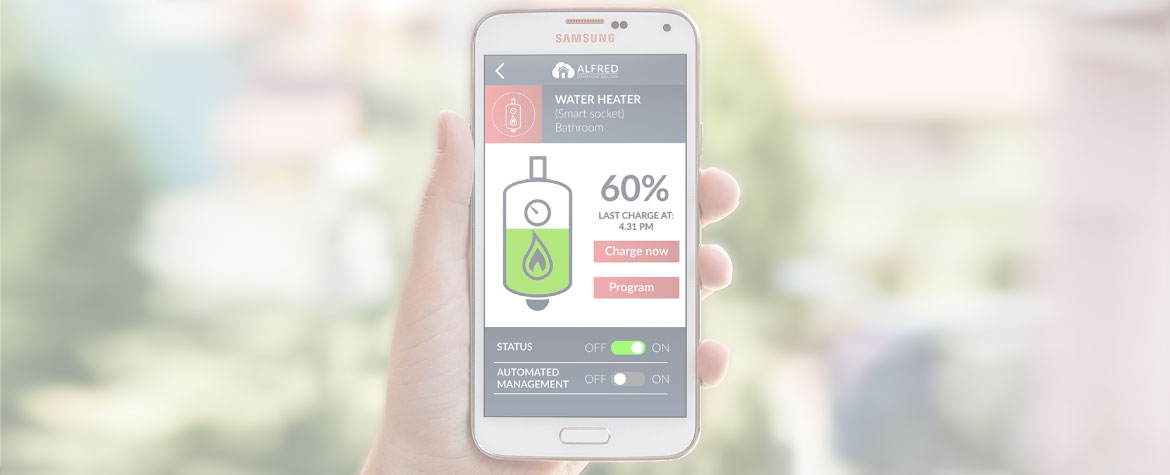 SAMSUNG
ALFRED
WATER HEATER
(Smart socket)
Bathroom
60%
LAST CHARGE AT:
4.31 PM
Charge now
Program
STATUS
OFF
ON
AUTOMATED
MANAGEMENT
OFF
ON